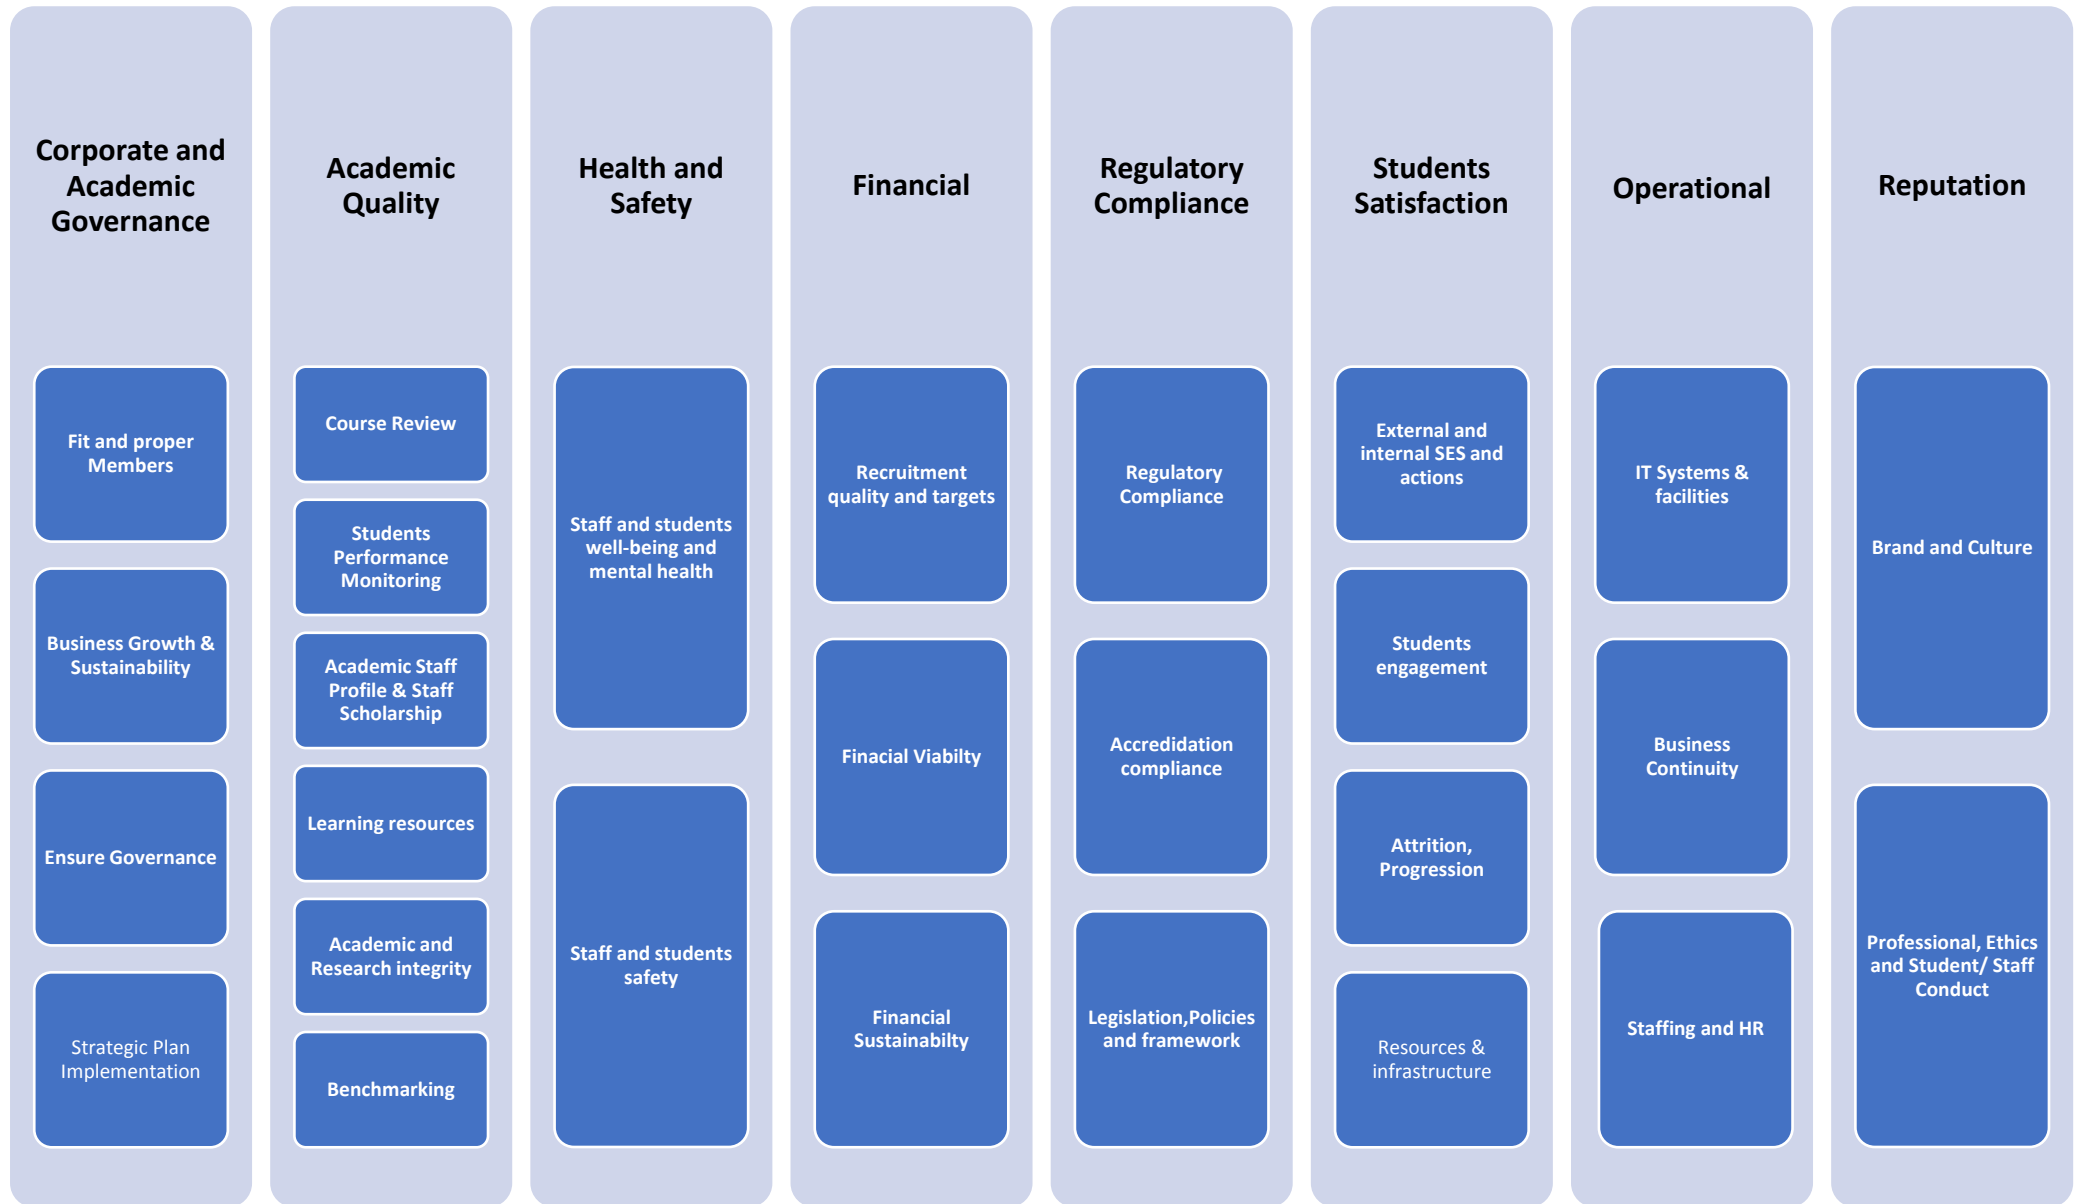 Corporate and
Academic
Governance
Fit and proper
Members
Business Growth &
Sustainability
Ensure Governance
Strategic Plan
Implementation
Academic
Quality
Course Review
Students
Performance
Monitoring
Academic Staff
Profile & Staff
Scholarship
Learning resources
Academic and
Research integrity
Benchmarking
Health and
Safety
Staff and students
well-being and
mental health
Staff and students
safety
Financial
Recruitment
quality and targets
Finacial Viabilty
Financial
Sustainabilty
Regulatory
Compliance
Regulatory
Compliance
Accredidation
compliance
Legislation,Policies
and framework
Students
Satisfaction
External and
internal SES and
actions
Students
engagement
Attrition,
Progression
Resources &
infrastructure
Operational
IT Systems &
facilities
Business
Continuity
Staffing and HR
Reputation
Brand and Culture
Professional, Ethics
and Student/ Staff
Conduct